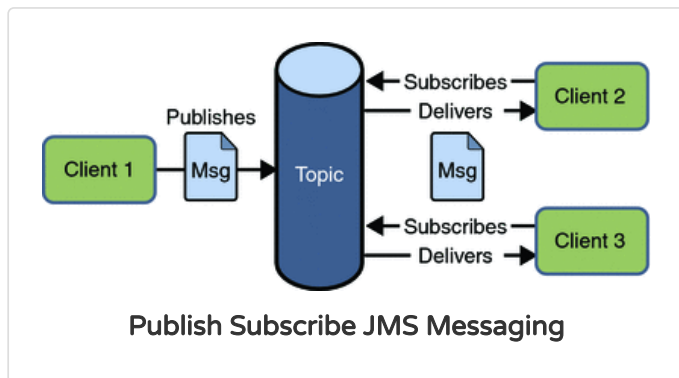 Publishes
Client 1
Msg
Topic
Subscribes
Delivers
Client 2
Msg
Subscribes
Delivers
Client 3
Publish Subscribe JMS Messaging